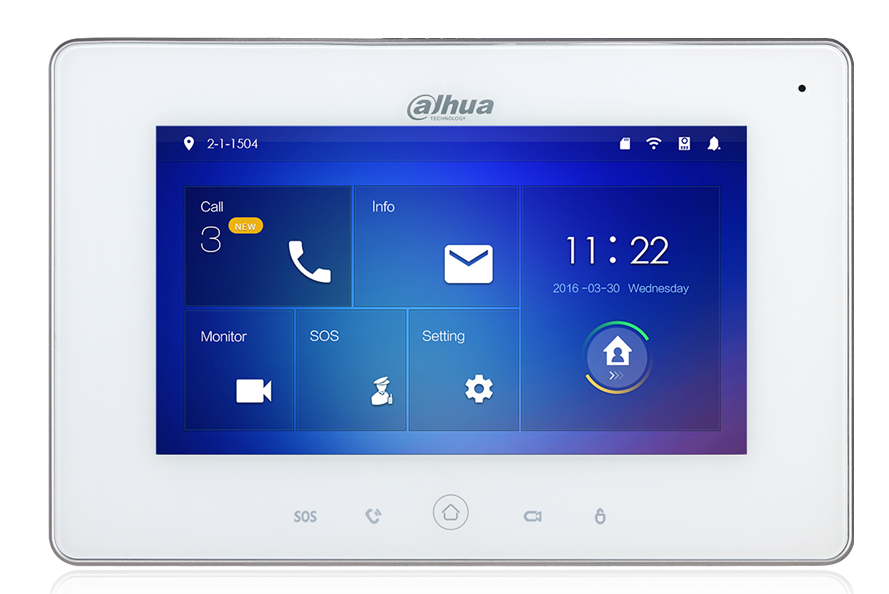 alhua
TECHNOLOGY
2-1-1504
Call
3 NEW
Info
11:22
2016-03-30 Wednesday
Monitor
SOS
Setting
SOS